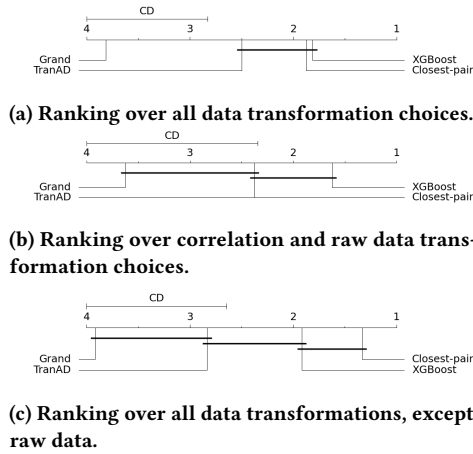 CD
4 3 2 1
Grand XGBoost
TranAD Closest-pair
(a) Ranking over all data transformation choices.
CD
4 3 2 1
Grand XGBoost
TranAD Closest-pair
(b) Ranking over correlation and raw data trans-
formation choices.
CD
4 3 2 1
Grand Closest-pair
TranAD XGBoost
(c) Ranking over all data transformations, except
raw data.